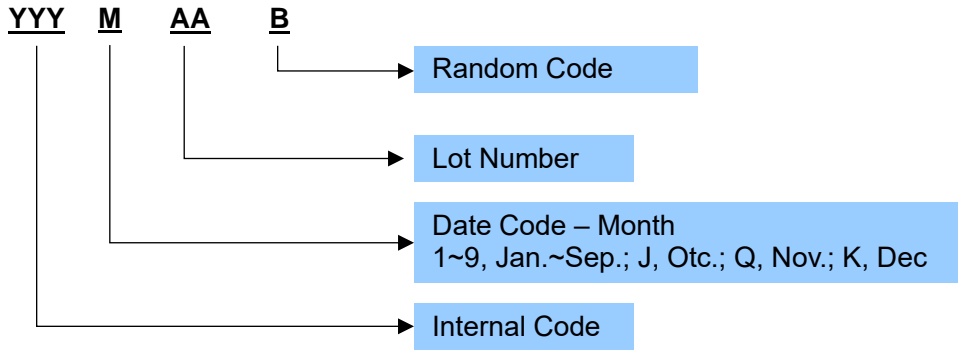 YYY M AA B
Random Code
Lot Number
Date Code – Month
1~9, Jan.~Sep.; J, Otc.; Q, Nov.; K, Dec
Internal Code